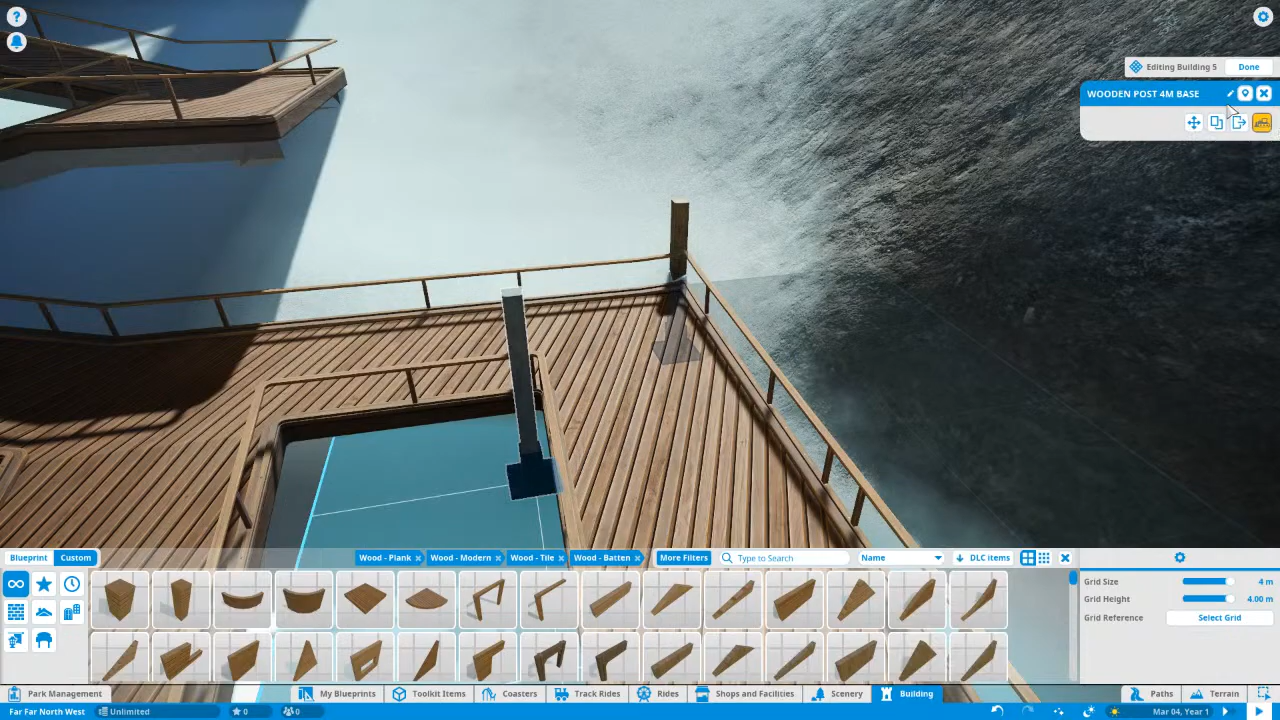 Editing Building 5 Done
WOODEN POST 4M BASE
Blueprint Custom Wood - Plank Wood - Modern Wood - Tile Wood - Batten More Filters Type to Search Name DLC items
Grid Size 4 m
Grid Height 4.00 m
Grid Reference Select Grid
Park Management My Blueprints Toolkit Items Coasters Track Rides Rides Shops and Facilities Scenery Building Paths Terrain
Far Far North West Unlimited 0 0 Mar 04, Year 1